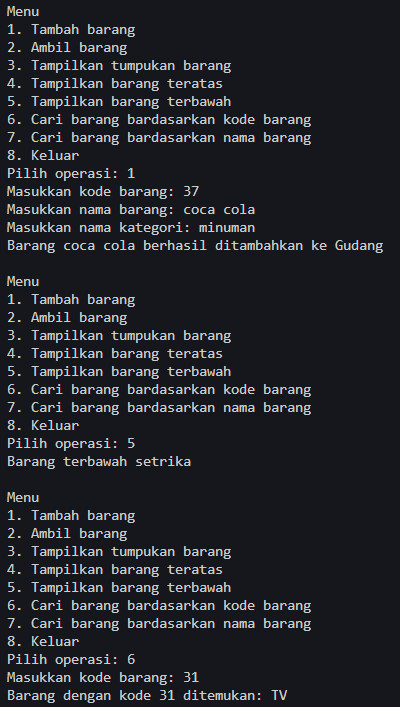 Menu
1. Tambah barang
2. Ambil barang
3. Tampilkan tumpukan barang
4. Tampilkan barang teratas
5. Tampilkan barang terbawah
6. Cari barang bardasarkan kode barang
7. Cari barang bardasarkan nama barang
8. Keluar
Pilih operasi: 1
Masukkan kode barang: 37
Masukkan nama barang: coca cola
Masukkan nama kategori: minuman
Barang coca cola berhasil ditambahkan ke Gudang
Menu
1. Tambah barang
2. Ambil barang
3. Tampilkan tumpukan barang
4. Tampilkan barang teratas
5. Tampilkan barang terbawah
6. Cari barang bardasarkan kode barang
7. Cari barang bardasarkan nama barang
8. Keluar
Pilih operasi: 5
Barang terbawah setrika
Menu
1. Tambah barang
2. Ambil barang
3. Tampilkan tumpukan barang
4. Tampilkan barang teratas
5. Tampilkan barang terbawah
6. Cari barang bardasarkan kode barang
7. Cari barang bardasarkan nama barang
8. Keluar
Pilih operasi: 6
Masukkan kode barang: 31
Barang dengan kode 31 ditemukan: TV